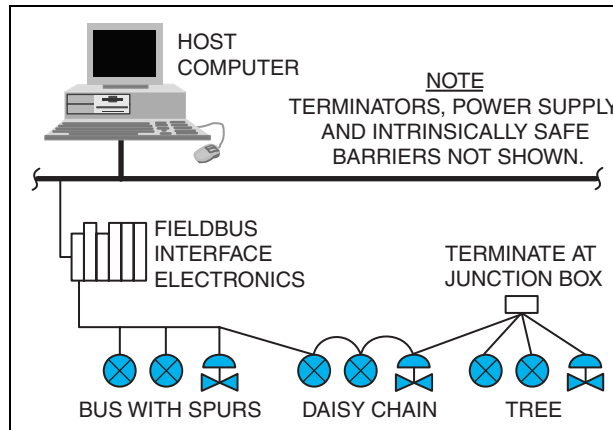 HOST
COMPUTER
NOTE
TERMINATORS, POWER SUPPLY
AND INTRINSICALLY SAFE
BARRIERS NOT SHOWN.
FIELDBUS
INTERFACE
ELECTRONICS
TERMINATE AT
JUNCTION BOX
BUS WITH SPURS
DAISY CHAIN
TREE